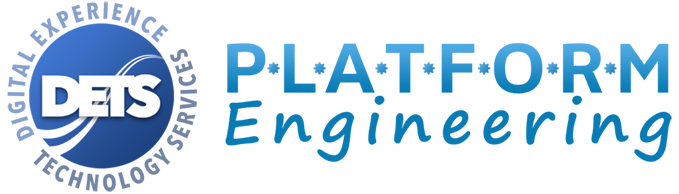 DIGITAL EXPERIENCE
DETS
TECHNOLOGY SERVICES
P*L*A*T*F*O*R*M
Engineering